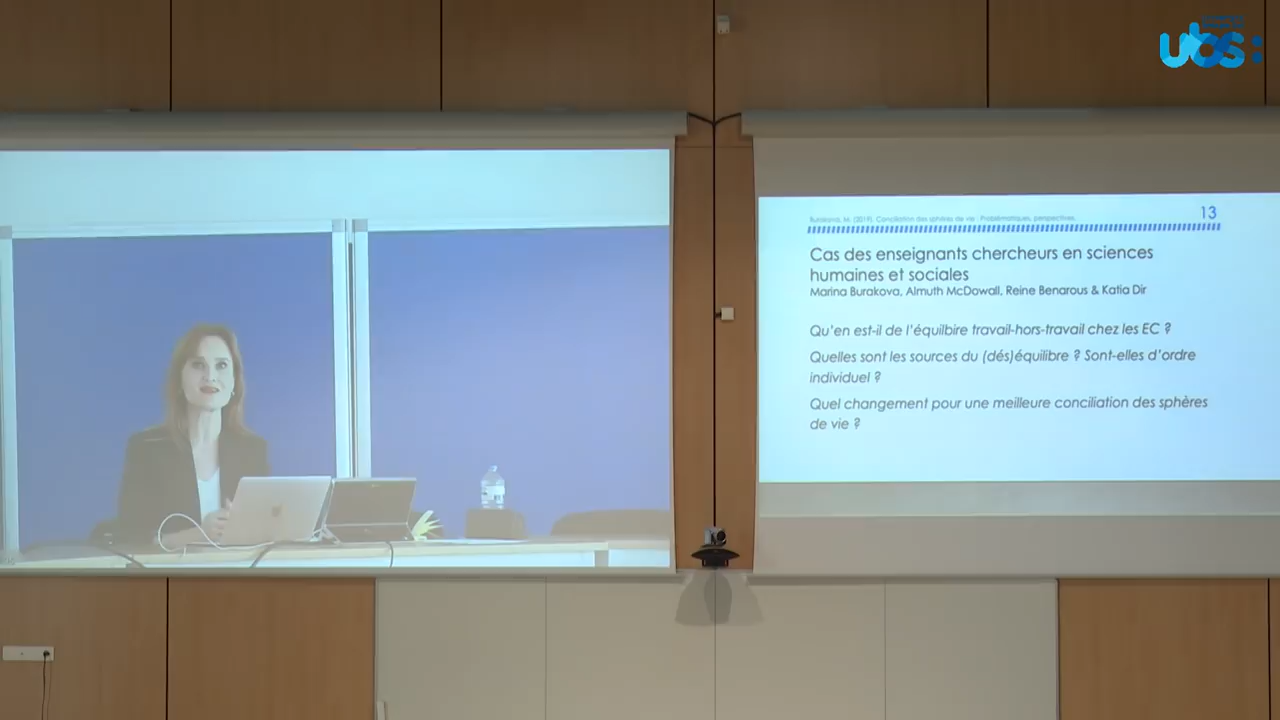 ubs:
Burakova, M. (2019). Conciliation des sphères de vie : Problématiques, perspectives.
13
Cas des enseignants chercheurs en sciences
humaines et sociales
Marina Burakova, Almuth McDowall, Reine Benarous & Katia Dir
Qu'en est-il de l'équilbire travail-hors-travail chez les EC ?
Quelles sont les sources du (dés)équilibre ? Sont-elles d'ordre
individuel ?
Quel changement pour une meilleure conciliation des sphères
de vie ?